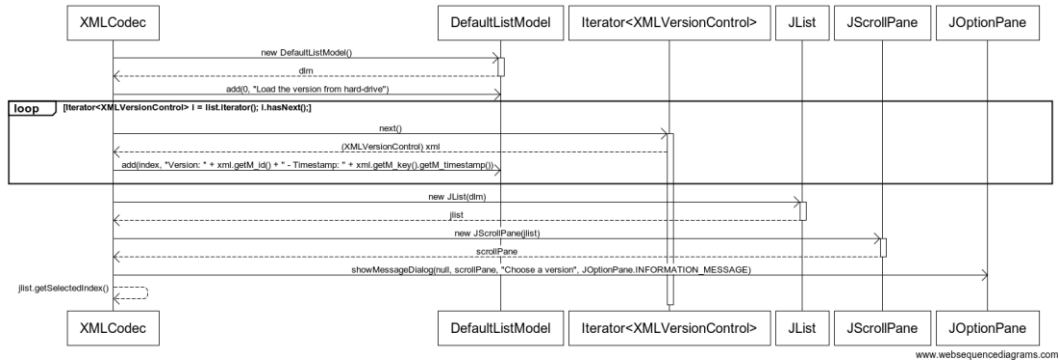 XMLCodec DefaultListModel Iterator<XMLVersionControl> JList JScrollPane JOptionPane
new DefaultListModel()
dlm
add(0, "Load the version from hard-drive")
loop [Iterator<XMLVersionControl> i = list.iterator(); i.hasNext();]
next()
(XMLVersionControl) xml
add(index, "Version: " + xml.getM_id() + " - Timestamp: " + xml.getM_key().getM_timestamp())
new JList(dlm)
jlist
new JScrollPane(jlist)
scrollPane
showMessageDialog(null, scrollPane, "Choose a version", JOptionPane.INFORMATION_MESSAGE)
jlist.getSelectedIndex()
XMLCodec DefaultListModel Iterator<XMLVersionControl> JList JScrollPane JOptionPane
www.websequencediagrams.com